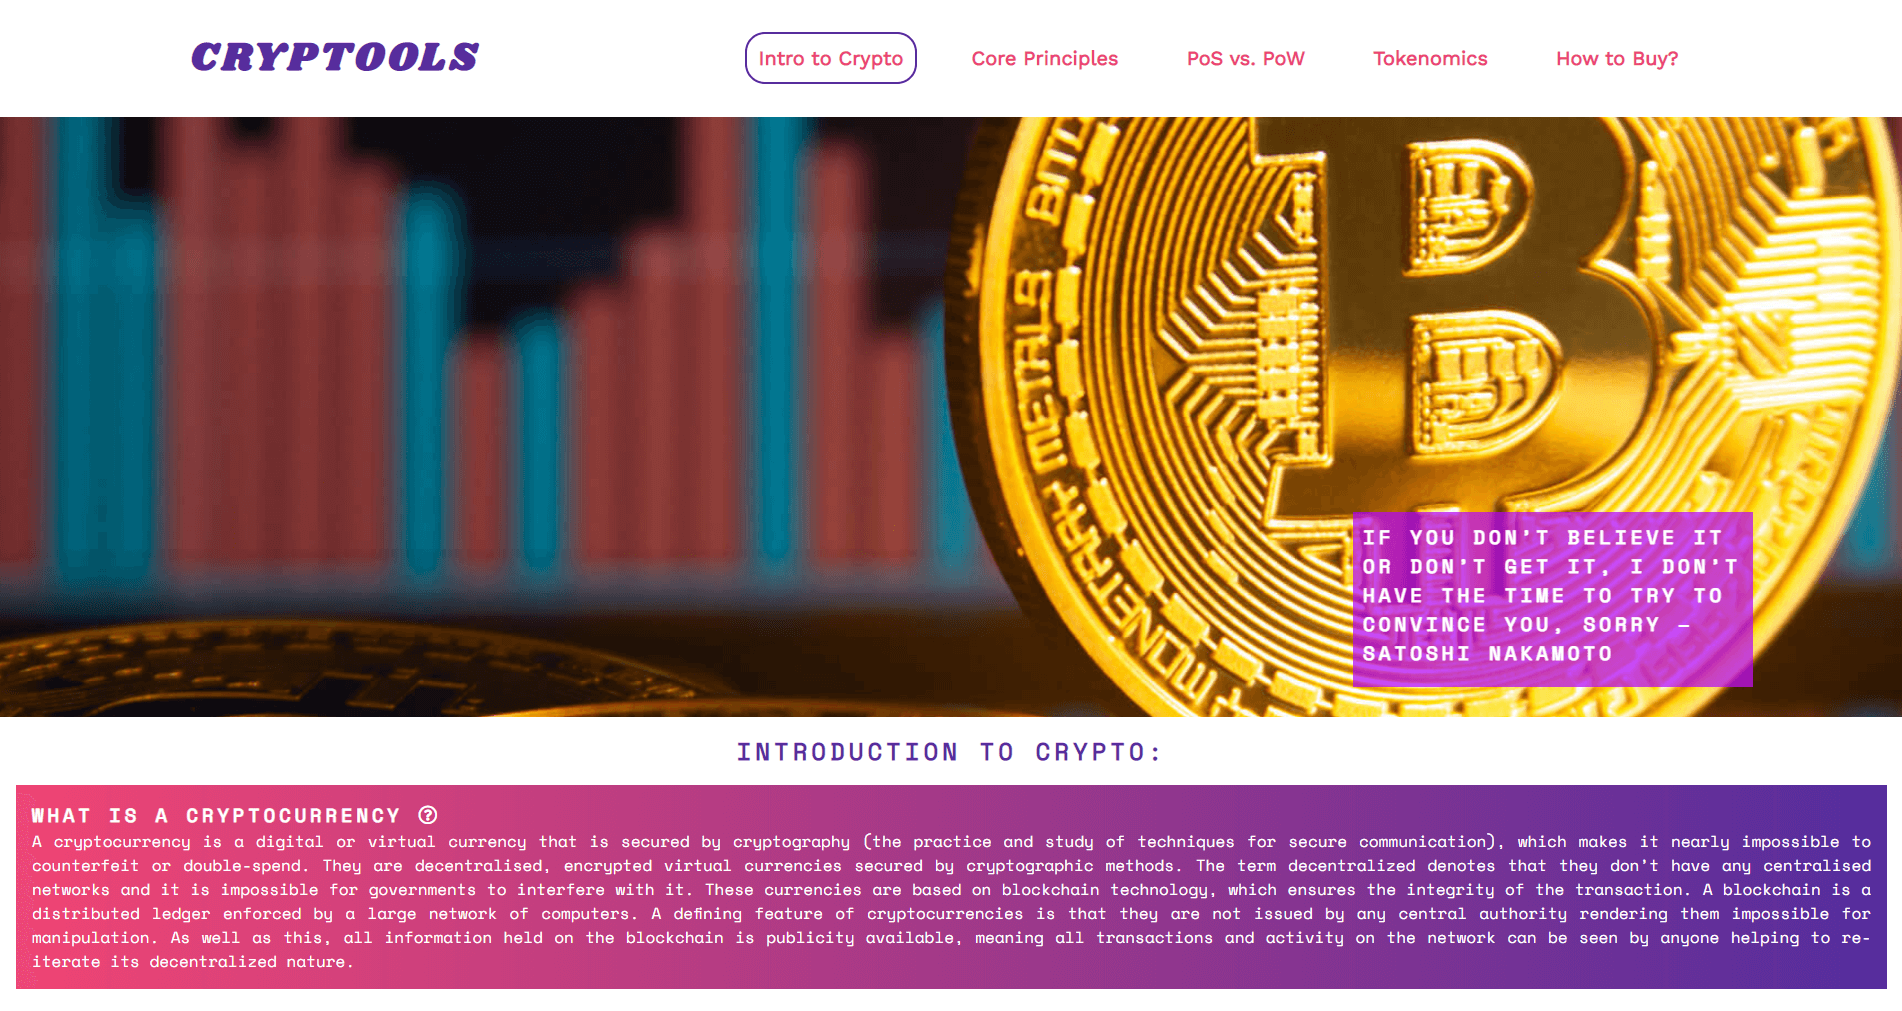 CRYPTOOLS
Intro to Crypto
Core Principles
PoS vs. PoW
Tokenomics
How to Buy?
BITC
METALS
MONETARY METALS
IF YOU DON'T BELIEVE IT
OR DON'T GET IT, I DON'T
HAVE THE TIME TO TRY TO
CONVINCE YOU, SORRY –
SATOSHI NAKAMOTO
INTRODUCTION TO CRYPTO:
WHAT IS A CRYPTOCURRENCY ?
A cryptocurrency is a digital or virtual currency that is secured by cryptography (the practice and study of techniques for secure communication), which makes it nearly impossible to
counterfeit or double-spend. They are decentralised, encrypted virtual currencies secured by cryptographic methods. The term decentralized denotes that they don't have any centralised
networks and it is impossible for governments to interfere with it. These currencies are based on blockchain technology, which ensures the integrity of the transaction. A blockchain is a
distributed ledger enforced by a large network of computers. A defining feature of cryptocurrencies is that they are not issued by any central authority rendering them impossible for
manipulation. As well as this, all information held on the blockchain is publicity available, meaning all transactions and activity on the network can be seen by anyone helping to re-
iterate its decentralized nature.